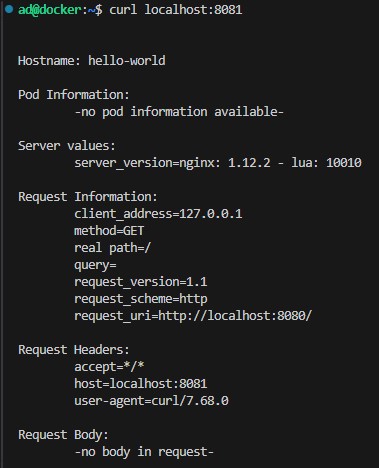 ad@docker:~$ curl localhost:8081
Hostname: hello-world
Pod Information:
-no pod information available-
Server values:
server_version=nginx: 1.12.2 - lua: 10010
Request Information:
client_address=127.0.0.1
method=GET
real path=/
query=
request_version=1.1
request_scheme=http
request_uri=http://localhost:8080/
Request Headers:
accept=*/*
host=localhost:8081
user-agent=curl/7.68.0
Request Body:
-no body in request-